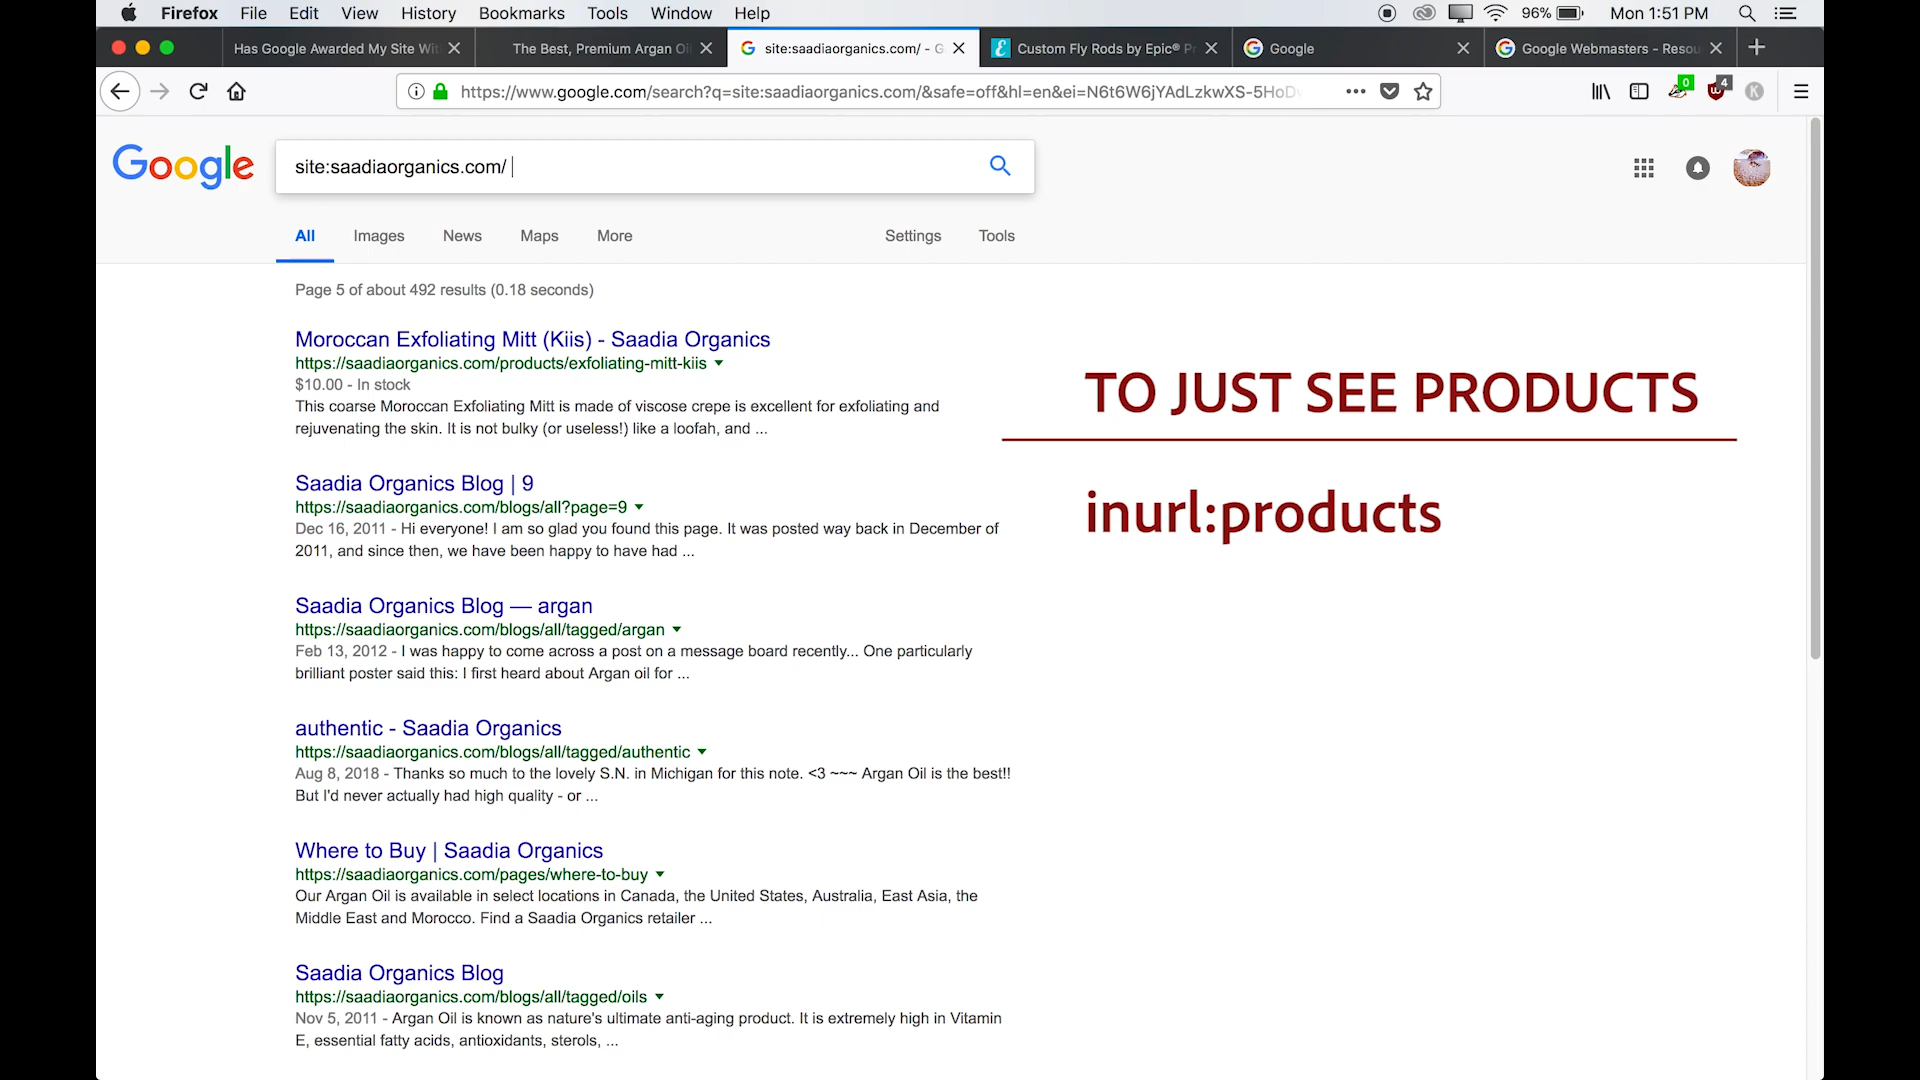 Firefox File Edit View History Bookmarks Tools Window Help 96% Mon 1:51 PM
Has Google Awarded My Site Wit The Best, Premium Argan Oi site:saadiaorganics.com/ - G Custom Fly Rods by Epic® Pr Google Google Webmasters - Resou
https://www.google.com/search?q=site:saadiaorganics.com/&safe=off&hl=en&ei=N6t6W6jYAdLzkwXS-5HoD 0 4 K
Google site:saadiaorganics.com/
All Images News Maps More Settings Tools
Page 5 of about 492 results (0.18 seconds)
Moroccan Exfoliating Mitt (Kiis) - Saadia Organics
https://saadiaorganics.com/products/exfoliating-mitt-kiis
$10.00 - In stock
This coarse Moroccan Exfoliating Mitt is made of viscose crepe is excellent for exfoliating and
rejuvenating the skin. It is not bulky (or useless!) like a loofah, and ...
Saadia Organics Blog | 9
https://saadiaorganics.com/blogs/all?page=9
Dec 16, 2011 - Hi everyone! I am so glad you found this page. It was posted way back in December of
2011, and since then, we have been happy to have had ...
Saadia Organics Blog — argan
https://saadiaorganics.com/blogs/all/tagged/argan
Feb 13, 2012 - I was happy to come across a post on a message board recently... One particularly
brilliant poster said this: I first heard about Argan oil for ...
authentic - Saadia Organics
https://saadiaorganics.com/blogs/all/tagged/authentic
Aug 8, 2018 - Thanks so much to the lovely S.N. in Michigan for this note. <3 ~~~ Argan Oil is the best!!
But I'd never actually had high quality - or ...
Where to Buy | Saadia Organics
https://saadiaorganics.com/pages/where-to-buy
Our Argan Oil is available in select locations in Canada, the United States, Australia, East Asia, the
Middle East and Morocco. Find a Saadia Organics retailer ...
Saadia Organics Blog
https://saadiaorganics.com/blogs/all/tagged/oils
Nov 5, 2011 - Argan Oil is known as nature's ultimate anti-aging product. It is extremely high in Vitamin
E, essential fatty acids, antioxidants, sterols, ...
TO JUST SEE PRODUCTS
inurl:products